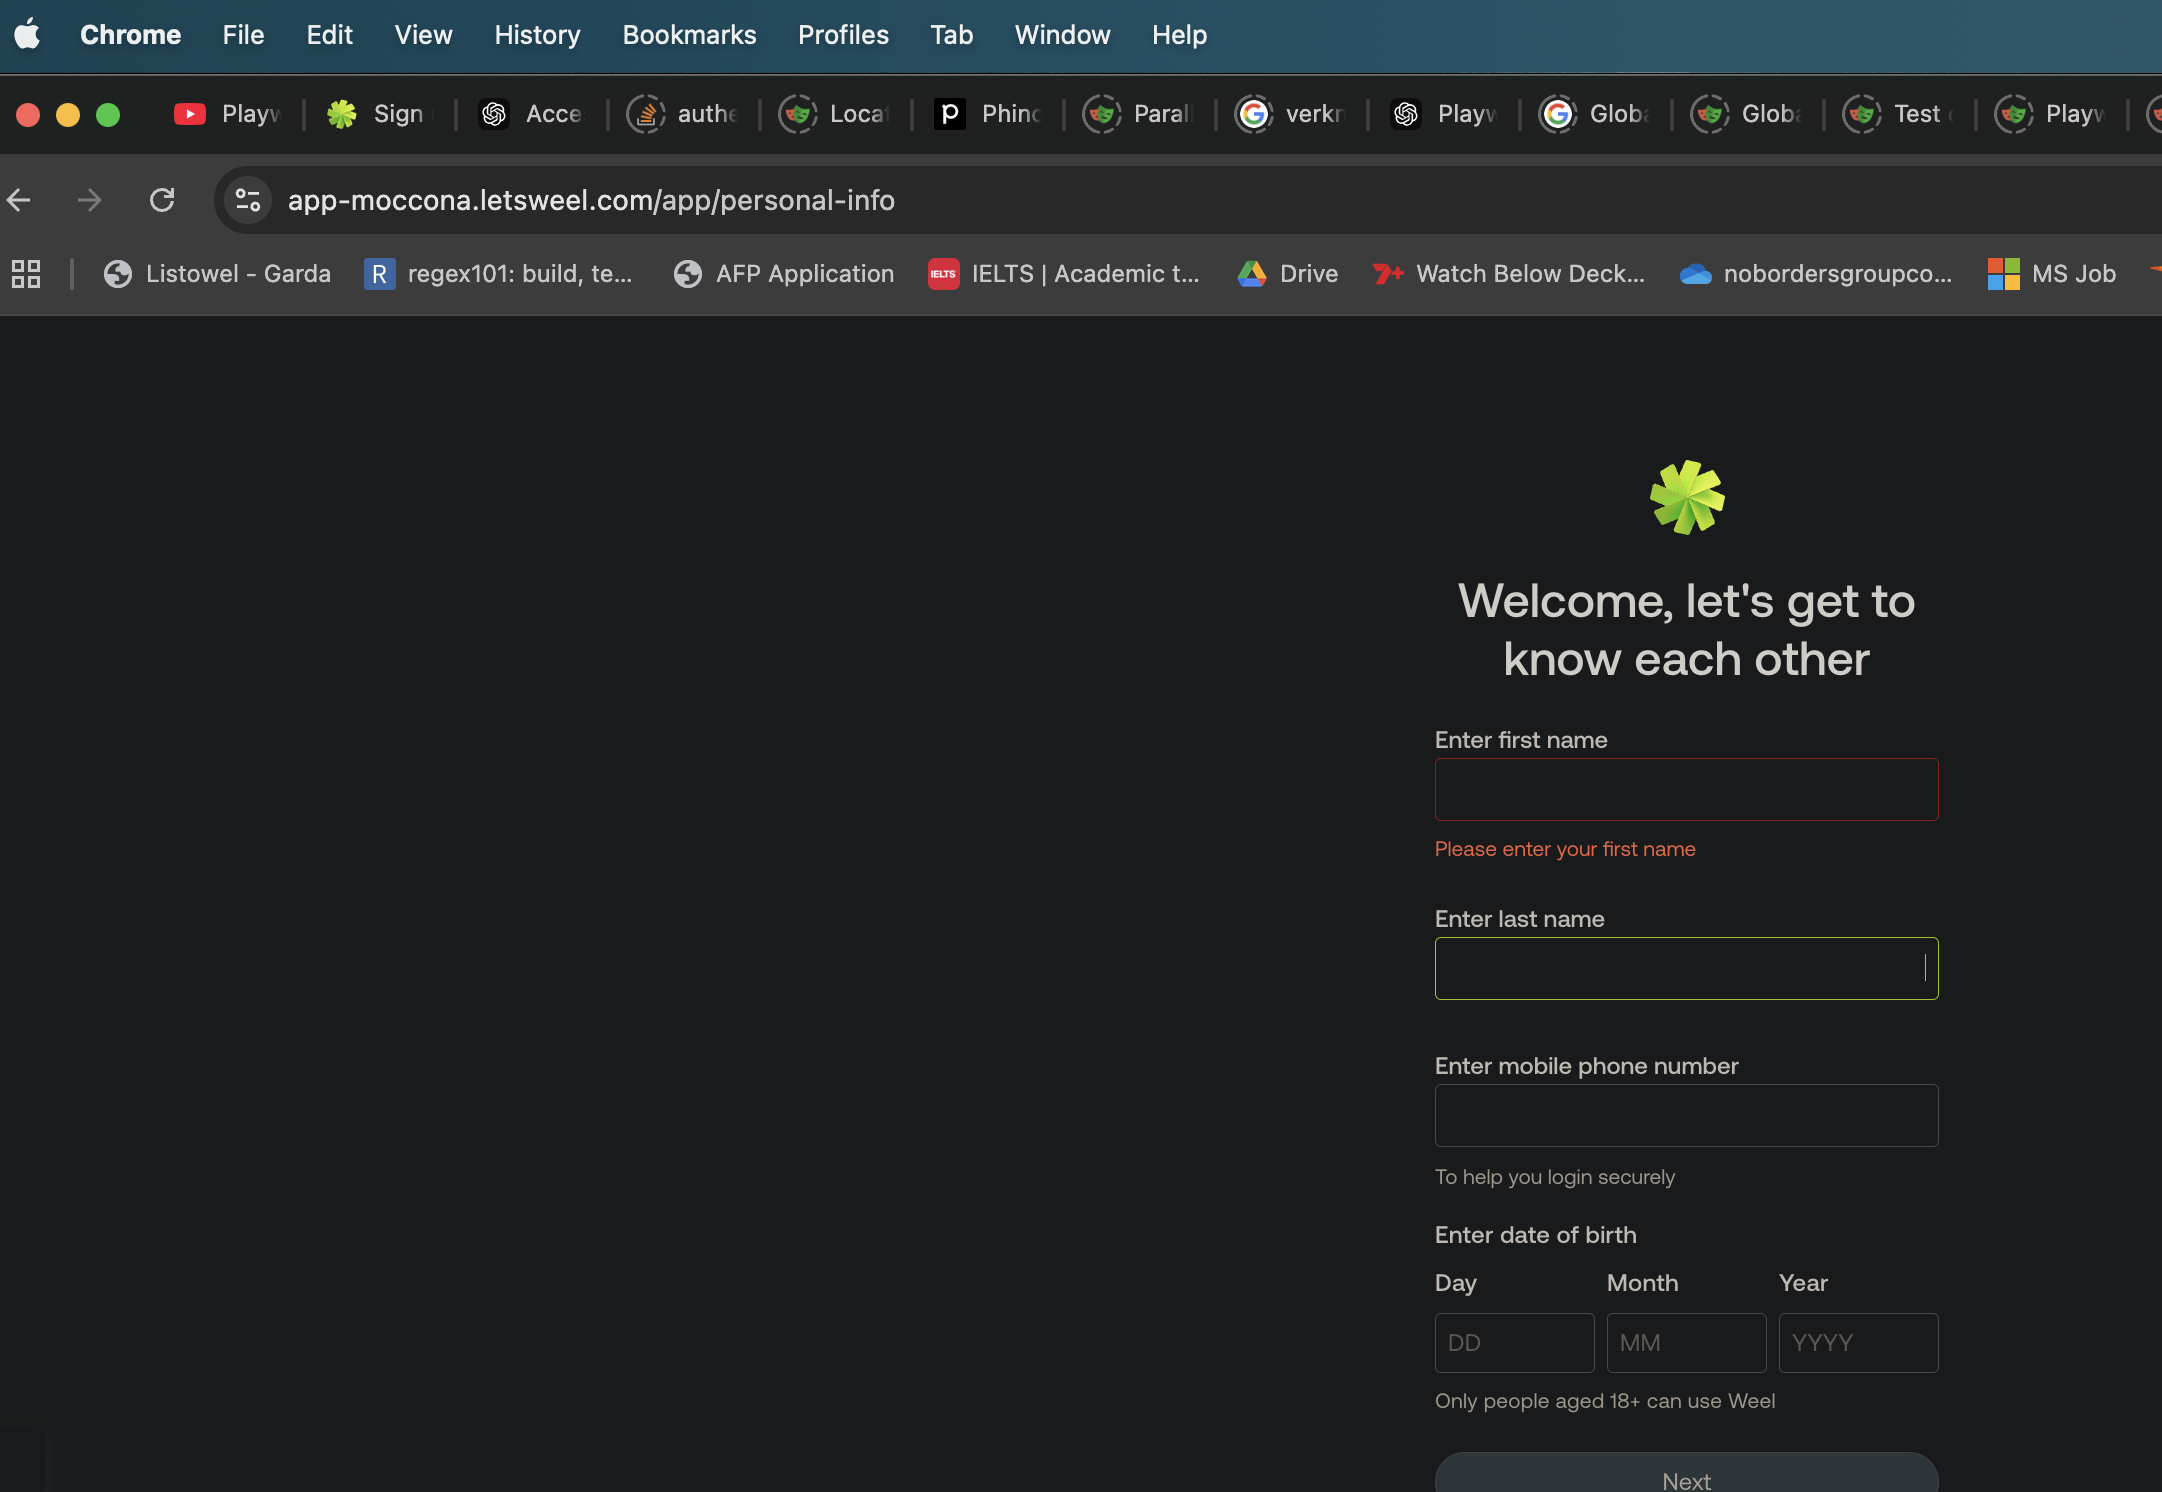 Chrome File Edit View History Bookmarks Profiles Tab Window Help
Playw Sign Acce authe Locat Phinc Parall verkn Playw Globa Globa Test Playw
app-moccona.letsweel.com/app/personal-info
Listowel - Garda regex101: build, te... AFP Application IELTS IELTS | Academic t... Drive Watch Below Deck... nobordersgroupco... MS Job
Welcome, let's get to
know each other
Enter first name
Please enter your first name
Enter last name
Enter mobile phone number
To help you login securely
Enter date of birth
Day Month Year
DD MM YYYY
Only people aged 18+ can use Weel
Next